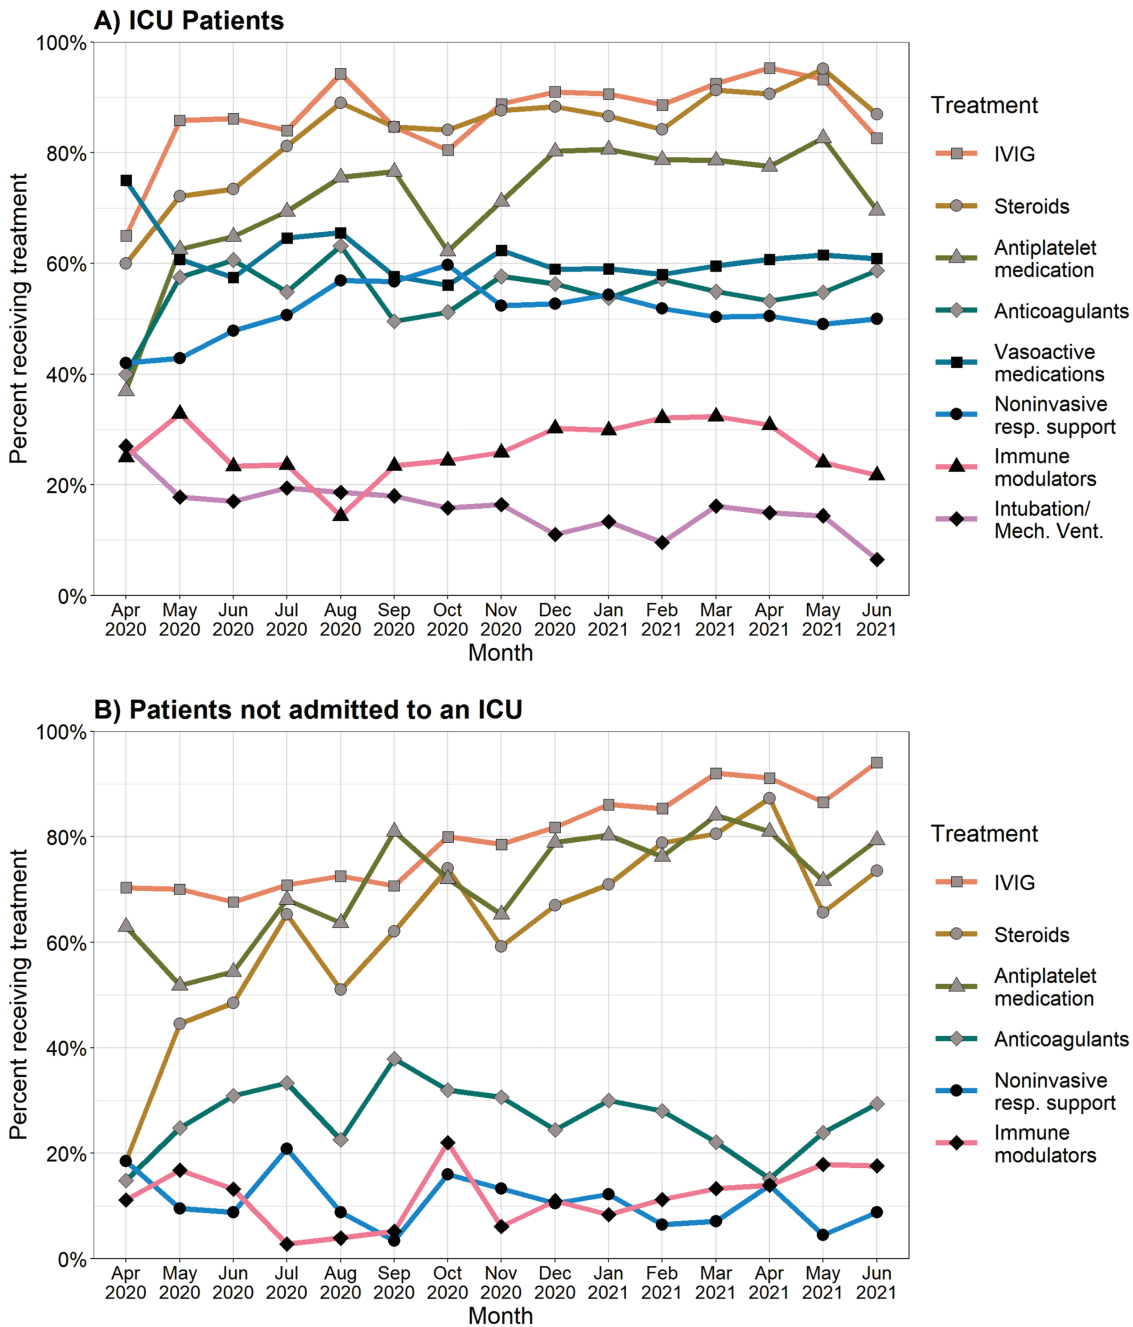 A) ICU Patients
100%
80%
60%
40%
20%
0%
Percent receiving treatment
Apr 2020
May 2020
Jun 2020
Jul 2020
Aug 2020
Sep 2020
Oct 2020
Nov 2020
Dec 2020
Jan 2021
Feb 2021
Mar 2021
Apr 2021
May 2021
Jun 2021
Month
Treatment
IVIG
Steroids
Antiplatelet
medication
Anticoagulants
Vasoactive
medications
Noninvasive
resp. support
Immune
modulators
Intubation/
Mech. Vent.
B) Patients not admitted to an ICU
100%
80%
60%
40%
20%
0%
Percent receiving treatment
Apr 2020
May 2020
Jun 2020
Jul 2020
Aug 2020
Sep 2020
Oct 2020
Nov 2020
Dec 2020
Jan 2021
Feb 2021
Mar 2021
Apr 2021
May 2021
Jun 2021
Month
Treatment
IVIG
Steroids
Antiplatelet
medication
Anticoagulants
Noninvasive
resp. support
Immune
modulators